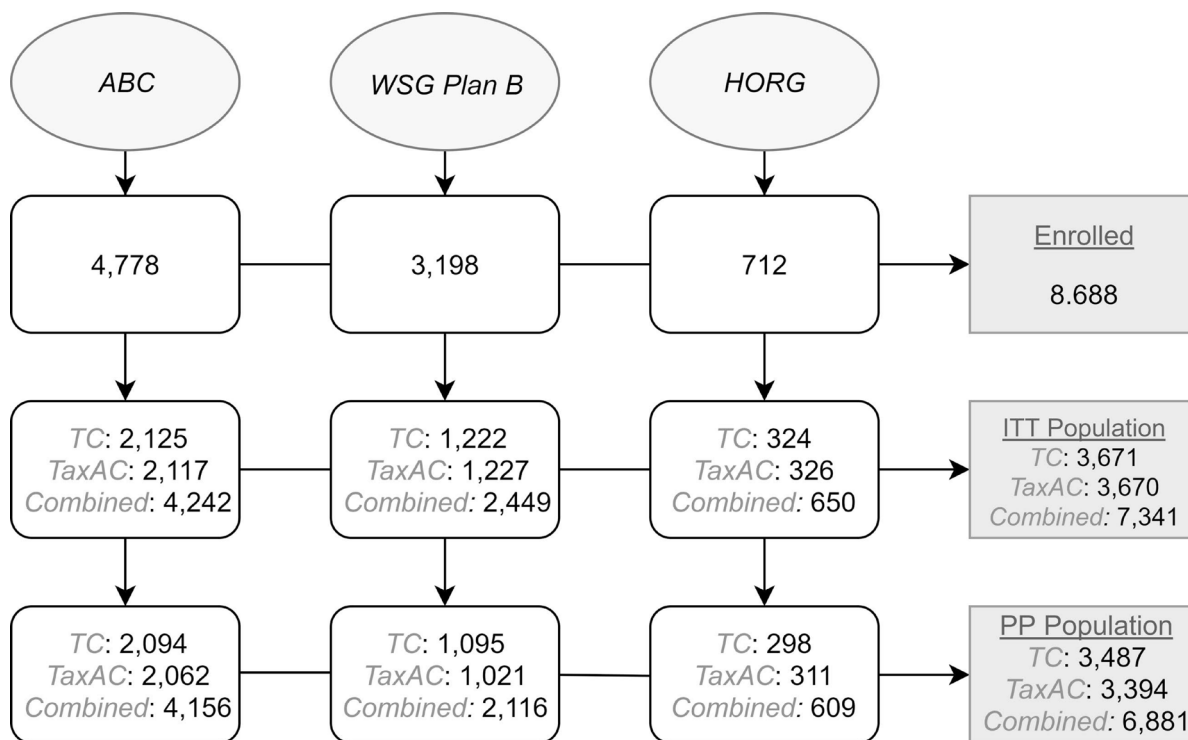 ABC
WSG Plan B
HORG
4,778
3,198
712
Enrolled
8.688
TC: 2,125
TaxAC: 2,117
Combined: 4,242
TC: 1,222
TaxAC: 1,227
Combined: 2,449
TC: 324
TaxAC: 326
Combined: 650
ITT Population
TC: 3,671
TaxAC: 3,670
Combined: 7,341
TC: 2,094
TaxAC: 2,062
Combined: 4,156
TC: 1,095
TaxAC: 1,021
Combined: 2,116
TC: 298
TaxAC: 311
Combined: 609
PP Population
TC: 3,487
TaxAC: 3,394
Combined: 6,881